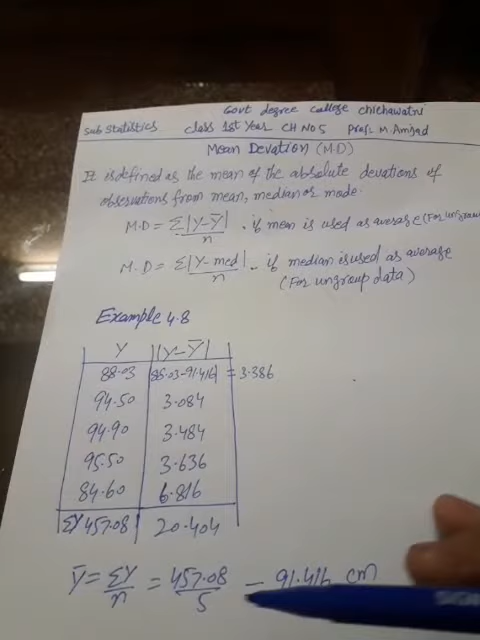 Govt degree college chichawatni
Sub Statistics Class 1st Year CH No 5 Prof. M. Amjad
Mean Devation (M.D)
It is defined as the mean of the absolute devations of
observations from mean, median or mode.
M.D = Σ|Y-Ȳ|/n . if mean is used as average (For ungroup
M.D = Σ|Y-med|/n . if median is used as average
(For ungroup data)
Example 4.8
Y |Y-Ȳ|
88.03 |88.03-91.416| = 3.386
94.50 3.084
94.90 3.484
95.50 3.636
84.60 6.816
ΣY 457.08 20.404
Ȳ = ΣY/n = 457.08/5 = 91.416 cm